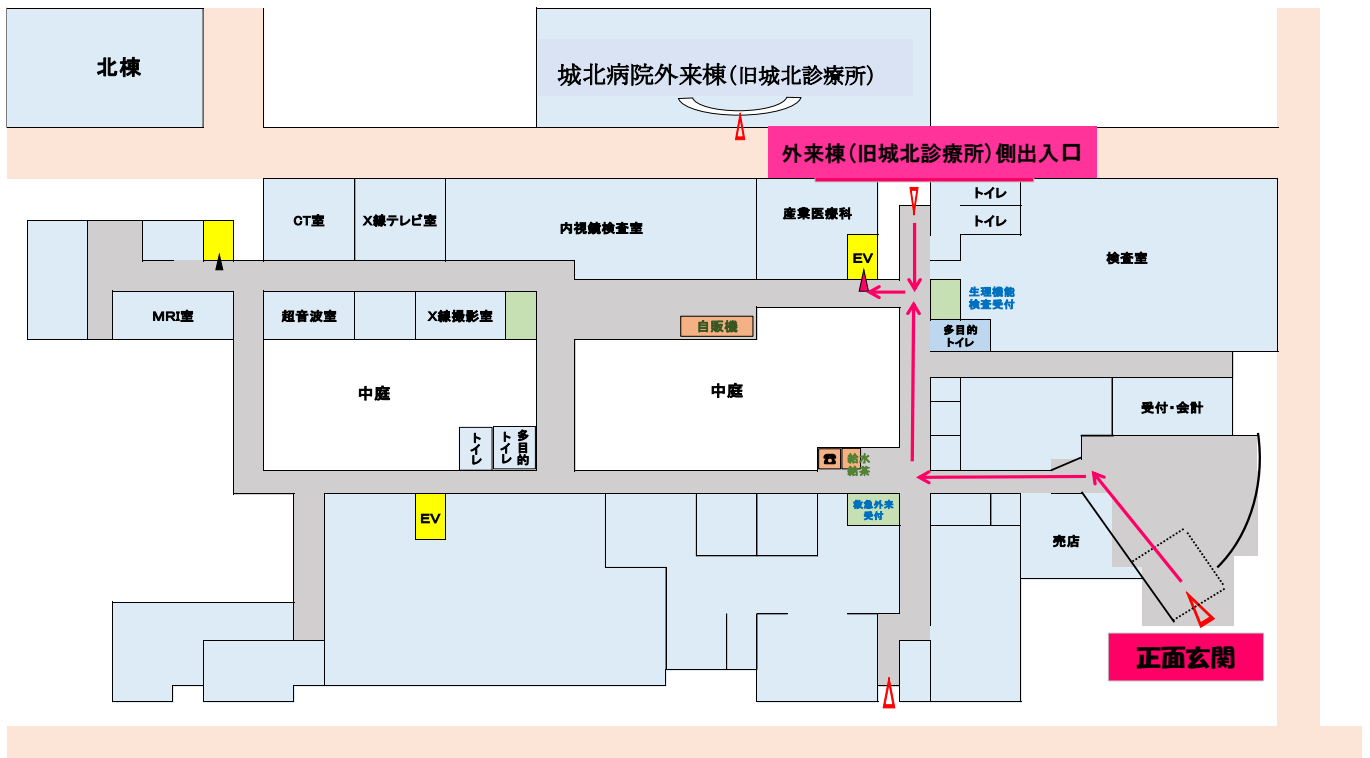 北棟
城北病院外来棟(旧城北診療所)
外来棟(旧城北診療所)側出入口
CT室
X線テレビ室
内視鏡検査室
産業医療科
EV
トイレ
トイレ
検査室
生理機能
検査受付
多目的
トイレ
MRI室
超音波室
X線撮影室
自販機
中庭
中庭
受付・会計
トイレ
多目的
トイレ
☎
給水
給茶
EV
救急外来
受付
売店
正面玄関